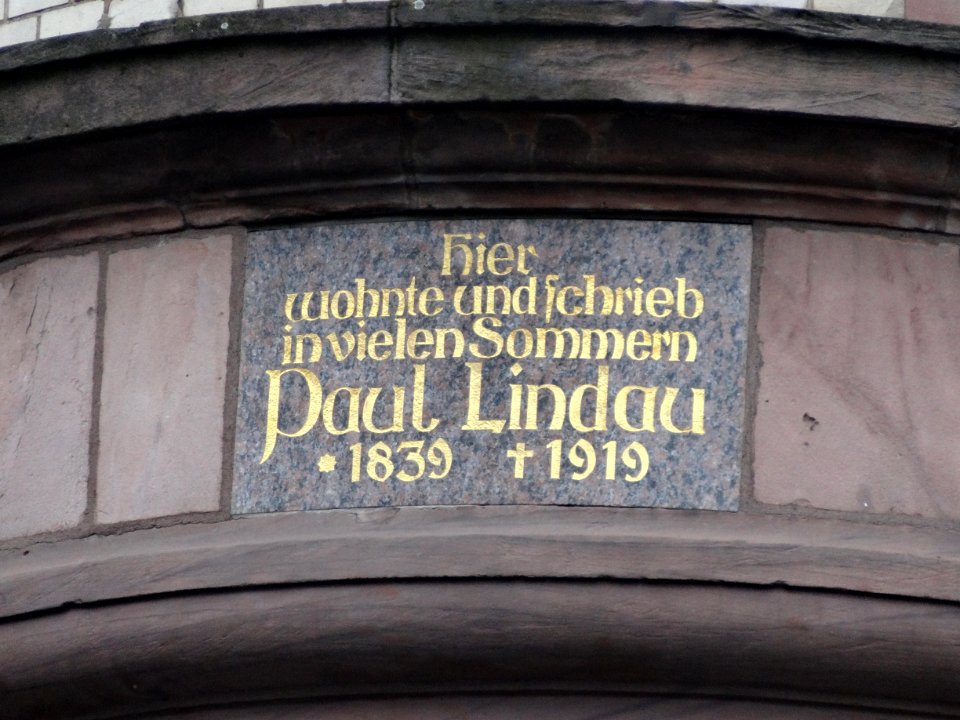 Hier
wohnte und ſchrieb
in vielen Sommern
Paul Lindau
* 1839 † 1919